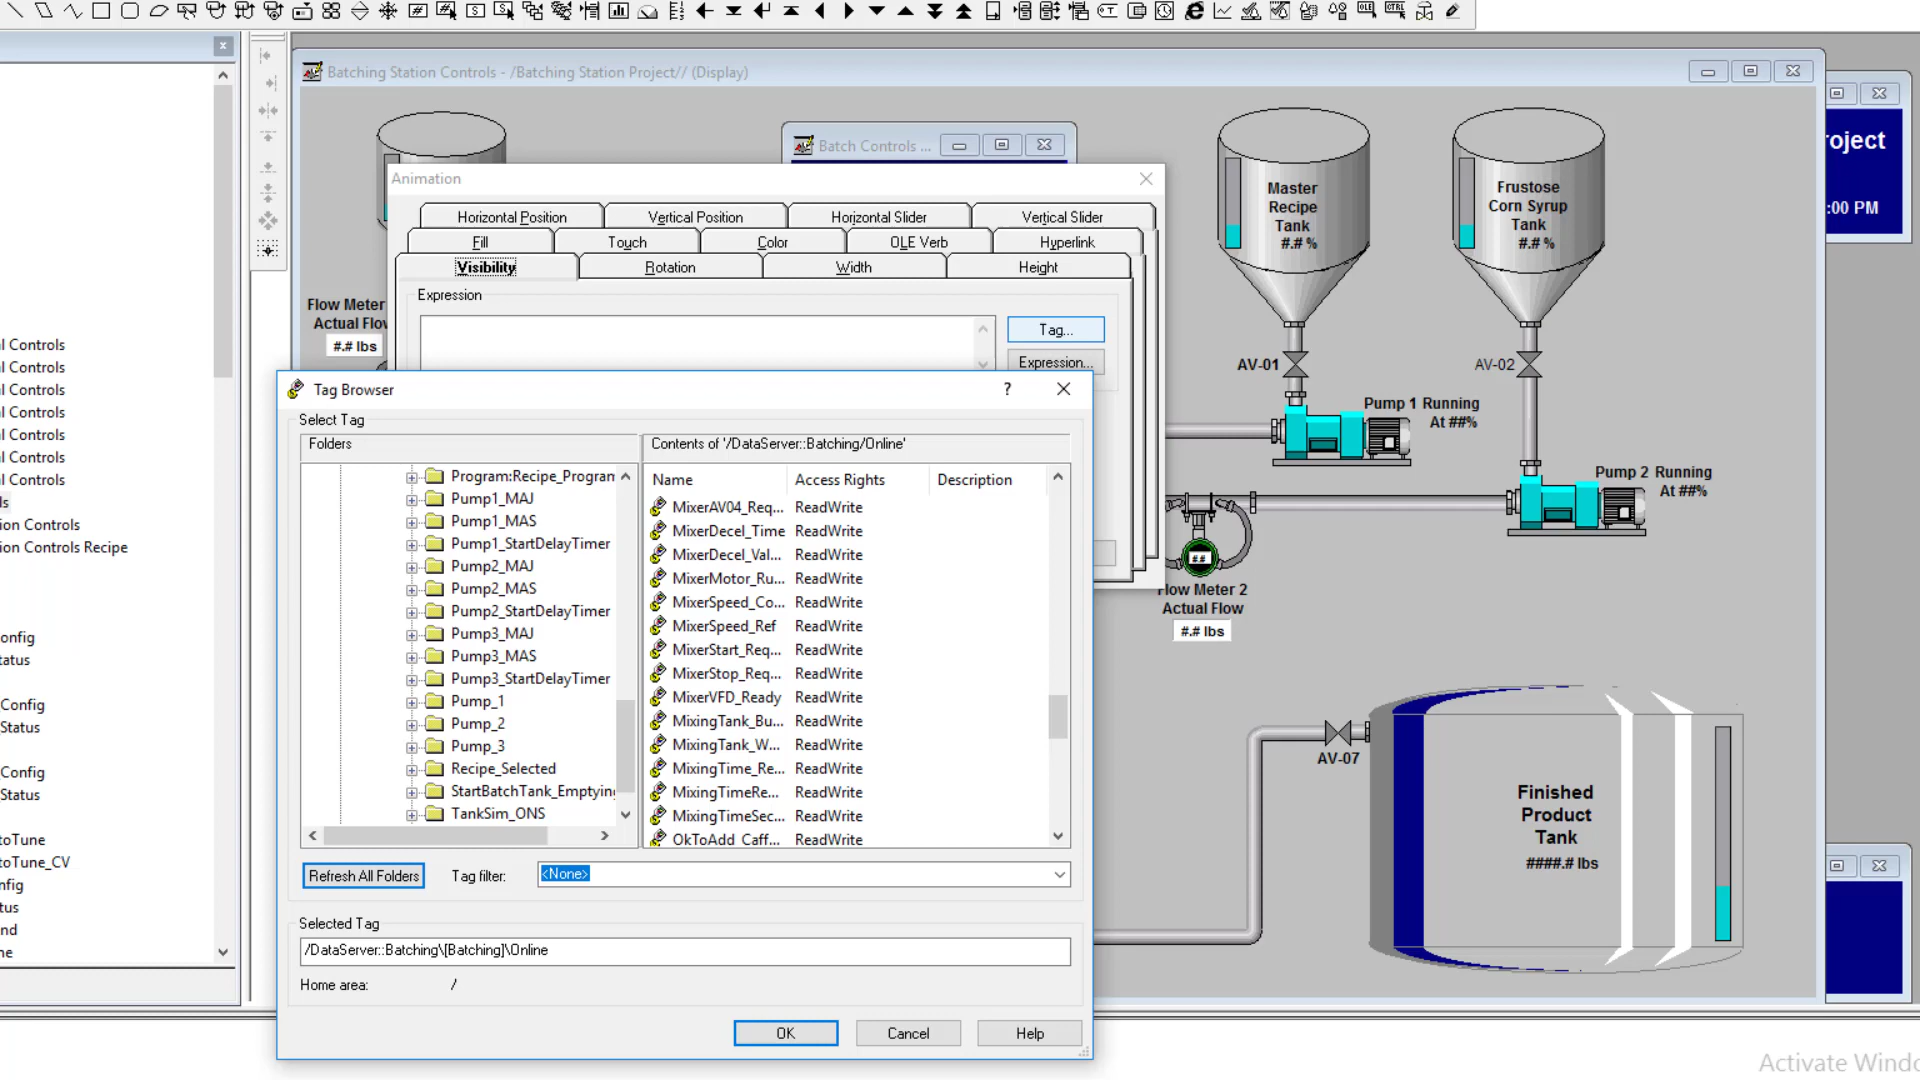 Batching Station Controls - /Batching Station Project// (Display)
Batch Controls ...
oject
:00 PM
Master
Recipe
Tank
#.# %
Frustose
Corn Syrup
Tank
#.# %
Animation
Horizontal Position
Vertical Position
Horizontal Slider
Vertical Slider
Fill
Touch
Color
OLE Verb
Hyperlink
Visibility
Rotation
Width
Height
Expression
Tag...
Expression...
Flow Meter
Actual Flow
#.# lbs
AV-01
AV-02
Pump 1 Running
At ##%
Pump 2 Running
At ##%
##
Flow Meter 2
Actual Flow
#.# lbs
AV-07
Finished
Product
Tank
####.# lbs
l Controls
l Controls
l Controls
l Controls
l Controls
l Controls
l Controls
ls
ion Controls
ion Controls Recipe
onfig
tatus
Config
Status
Config
Status
toTune
toTune_CV
nfig
tus
nd
ne
Tag Browser
?
Select Tag
Folders
Contents of '/DataServer::Batching/Online'
Program:Recipe_Program
Pump1_MAJ
Pump1_MAS
Pump1_StartDelayTimer
Pump2_MAJ
Pump2_MAS
Pump2_StartDelayTimer
Pump3_MAJ
Pump3_MAS
Pump3_StartDelayTimer
Pump_1
Pump_2
Pump_3
Recipe_Selected
StartBatchTank_Emptying
TankSim_ONS
Name Access Rights Description
MixerAV04_Req... ReadWrite
MixerDecel_Time ReadWrite
MixerDecel_Val... ReadWrite
MixerMotor_Ru... ReadWrite
MixerSpeed_Co... ReadWrite
MixerSpeed_Ref ReadWrite
MixerStart_Req... ReadWrite
MixerStop_Req... ReadWrite
MixerVFD_Ready ReadWrite
MixingTank_Bu... ReadWrite
MixingTank_W... ReadWrite
MixingTime_Re... ReadWrite
MixingTimeRe... ReadWrite
MixingTimeSec... ReadWrite
OkToAdd_Caff... ReadWrite
Refresh All Folders
Tag filter:
<None>
Selected Tag
/DataServer::Batching\[Batching]\Online
Home area: /
OK
Cancel
Help
Activate Windo